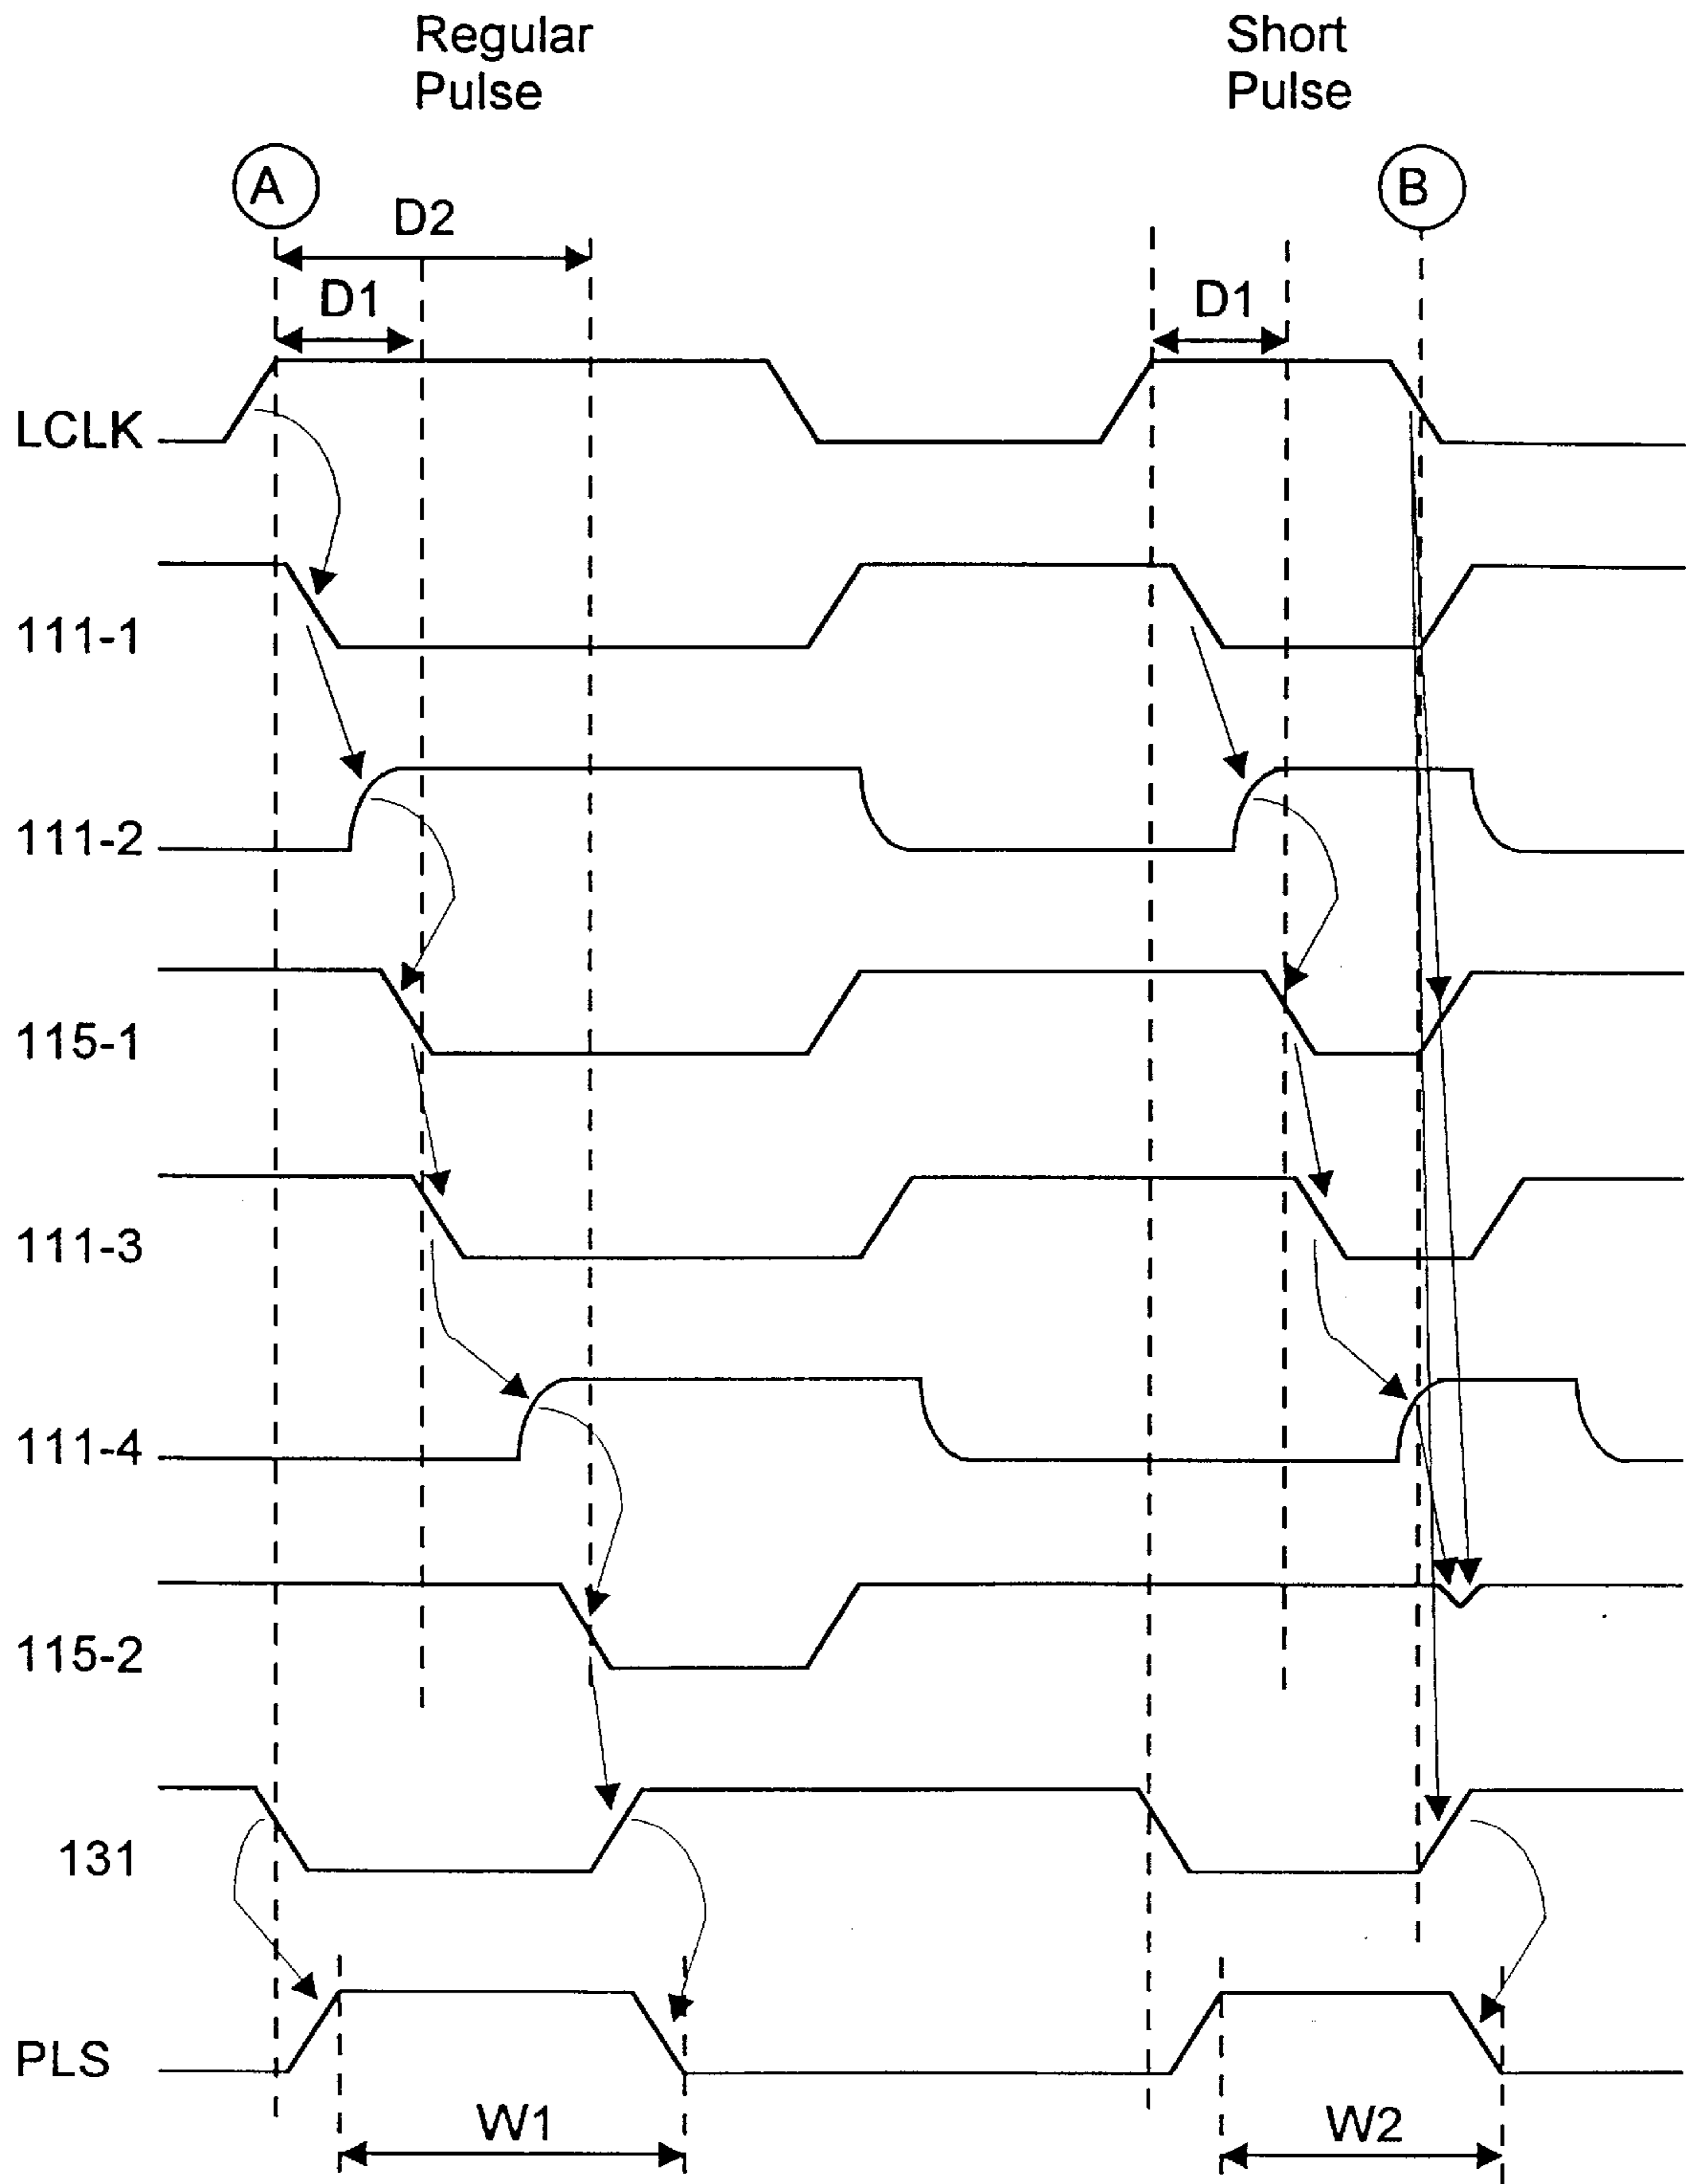 Regular
Pulse
Short
Pulse
A
B
D2
D1
D1
LCLK
111-1
111-2
115-1
111-3
111-4
115-2
131
PLS
W1
W2